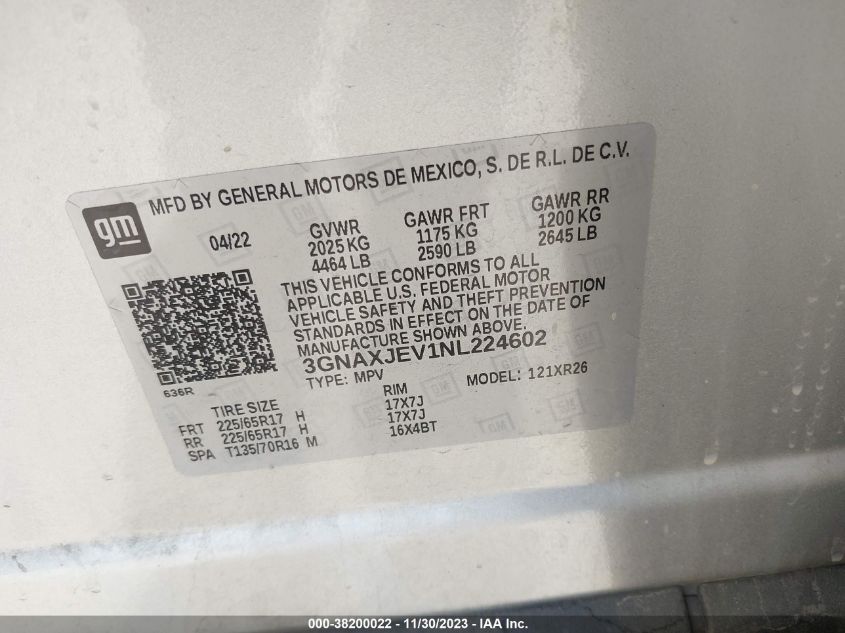 gm
MFD BY GENERAL MOTORS DE MEXICO, S. DE R.L. DE C.V.
04/22 GVWR GAWR FRT GAWR RR
2025 KG 1175 KG 1200 KG
4464 LB 2590 LB 2645 LB
THIS VEHICLE CONFORMS TO ALL
APPLICABLE U.S. FEDERAL MOTOR
VEHICLE SAFETY AND THEFT PREVENTION
STANDARDS IN EFFECT ON THE DATE OF
MANUFACTURE SHOWN ABOVE.
3GNAXJEV1NL224602
TYPE: MPV MODEL: 121XR26
636R
TIRE SIZE RIM
FRT 225/65R17 H 17X7J
RR 225/65R17 H 17X7J
SPA T135/70R16 M 16X4BT
000-38200022 - 11/30/2023 - IAA Inc.